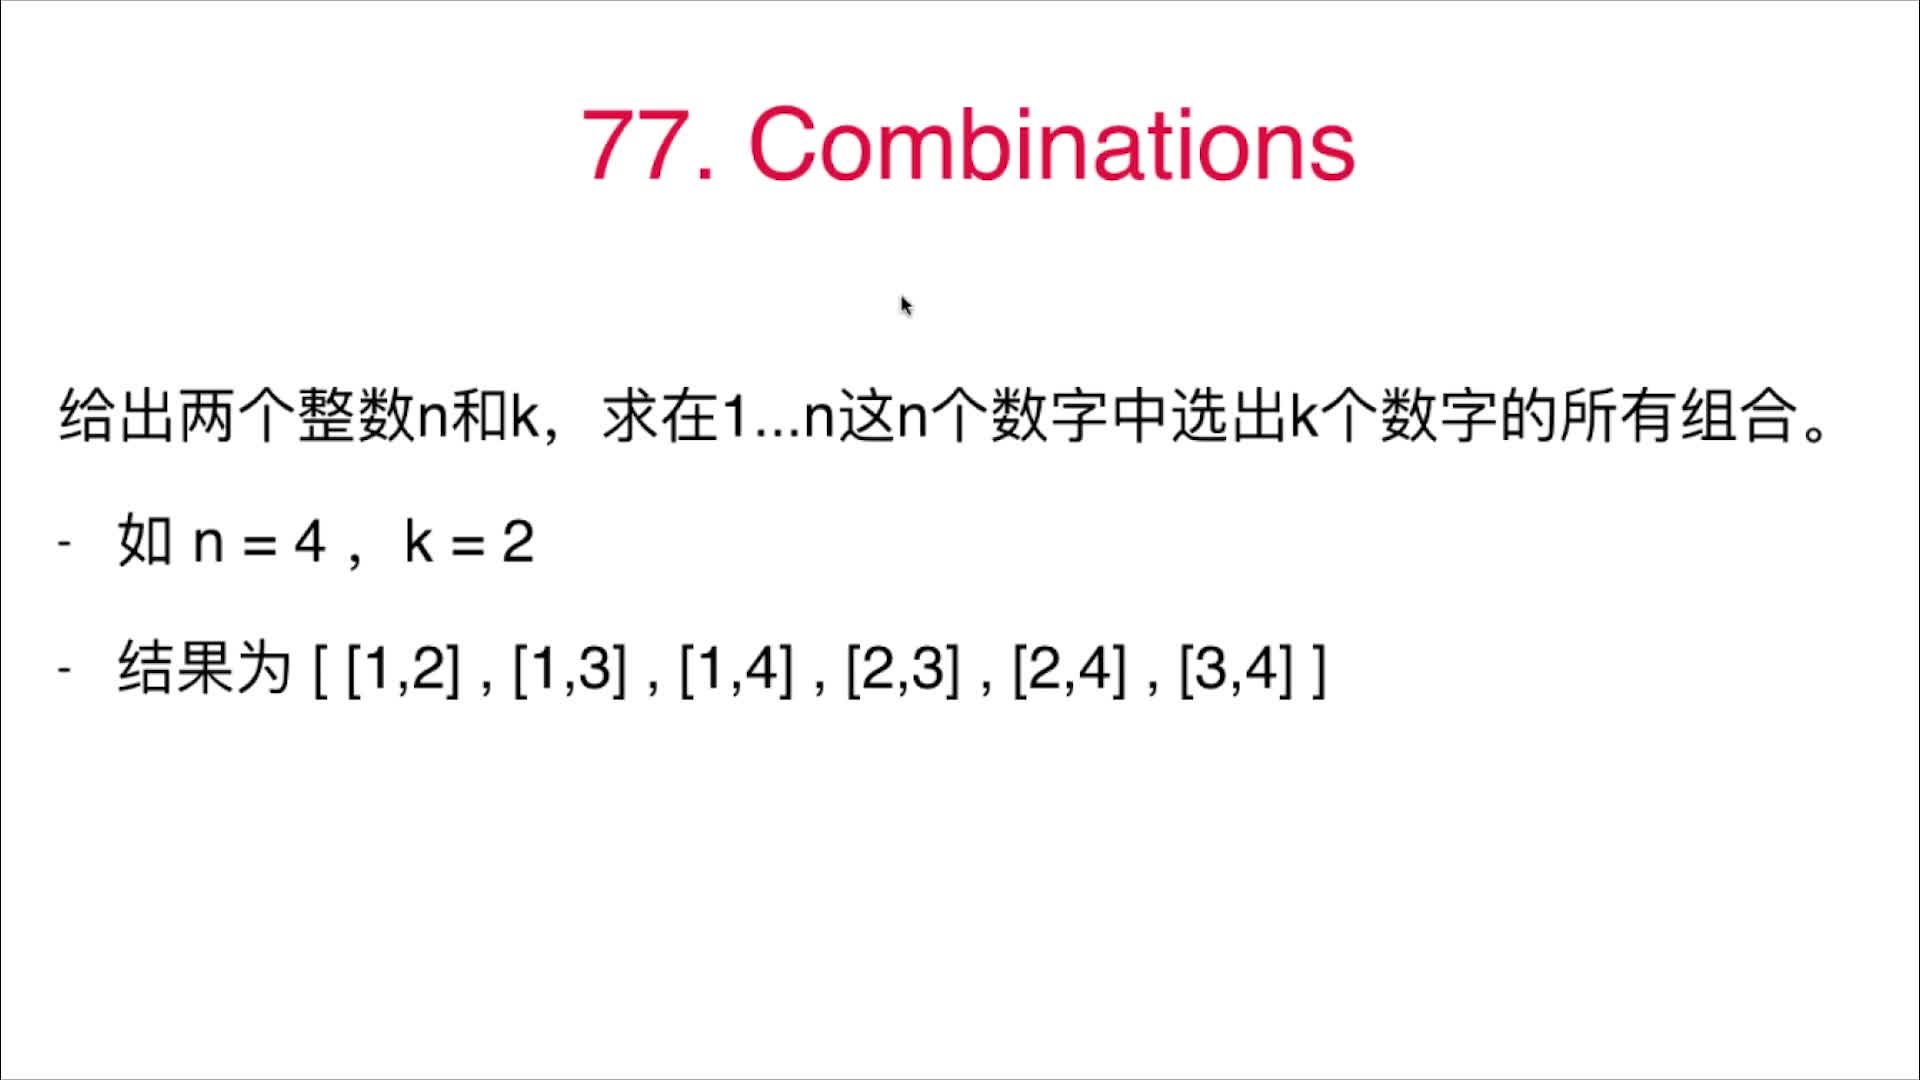 77. Combinations
给出两个整数n和k，求在1...n这n个数字中选出k个数字的所有组合。
- 如 n = 4 ，k = 2
- 结果为 [ [1,2] , [1,3] , [1,4] , [2,3] , [2,4] , [3,4] ]